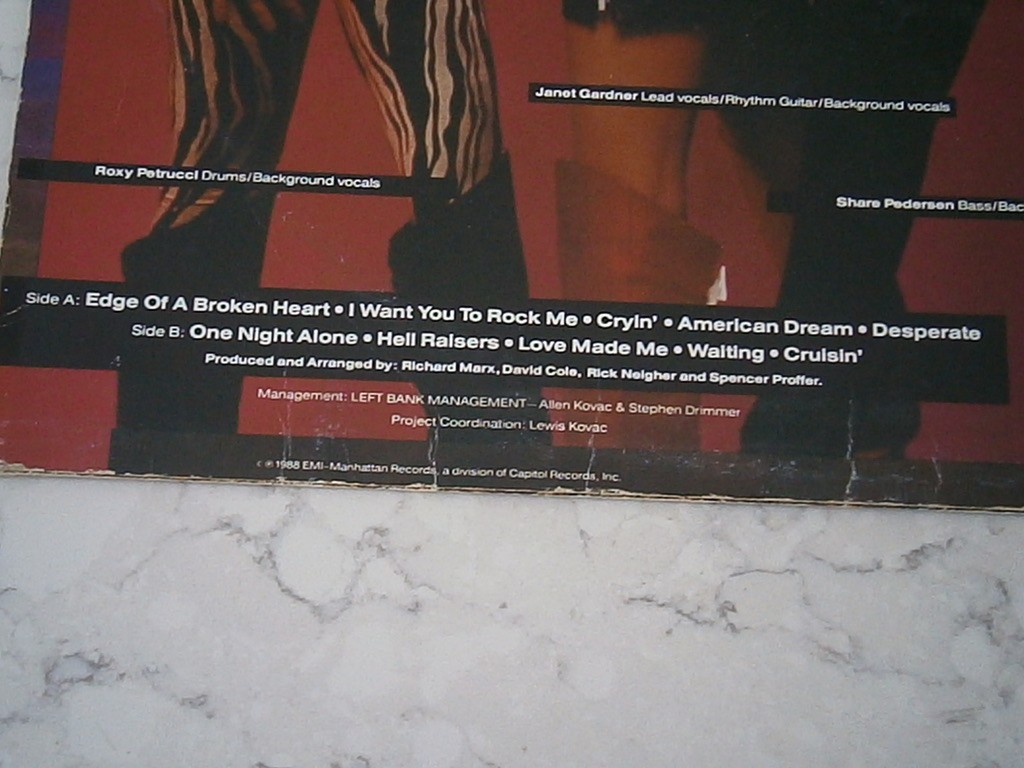 Janet Gardner Lead vocals/Rhythm Guitar/Background vocals
Roxy Petrucci Drums/Background vocals
Share Pedersen Bass/Bac
Side A: Edge Of A Broken Heart • I Want You To Rock Me • Cryin' • American Dream • Desperate
Side B: One Night Alone • Hell Raisers • Love Made Me • Waiting • Cruisin'
Produced and Arranged by: Richard Marx, David Cole, Rick Neigher and Spencer Proffer.
Management: LEFT BANK MANAGEMENT—Allen Kovac & Stephen Drimmer
Project Coordination: Lewis Kovac
© ℗ 1988 EMI-Manhattan Records, a division of Capitol Records, Inc.